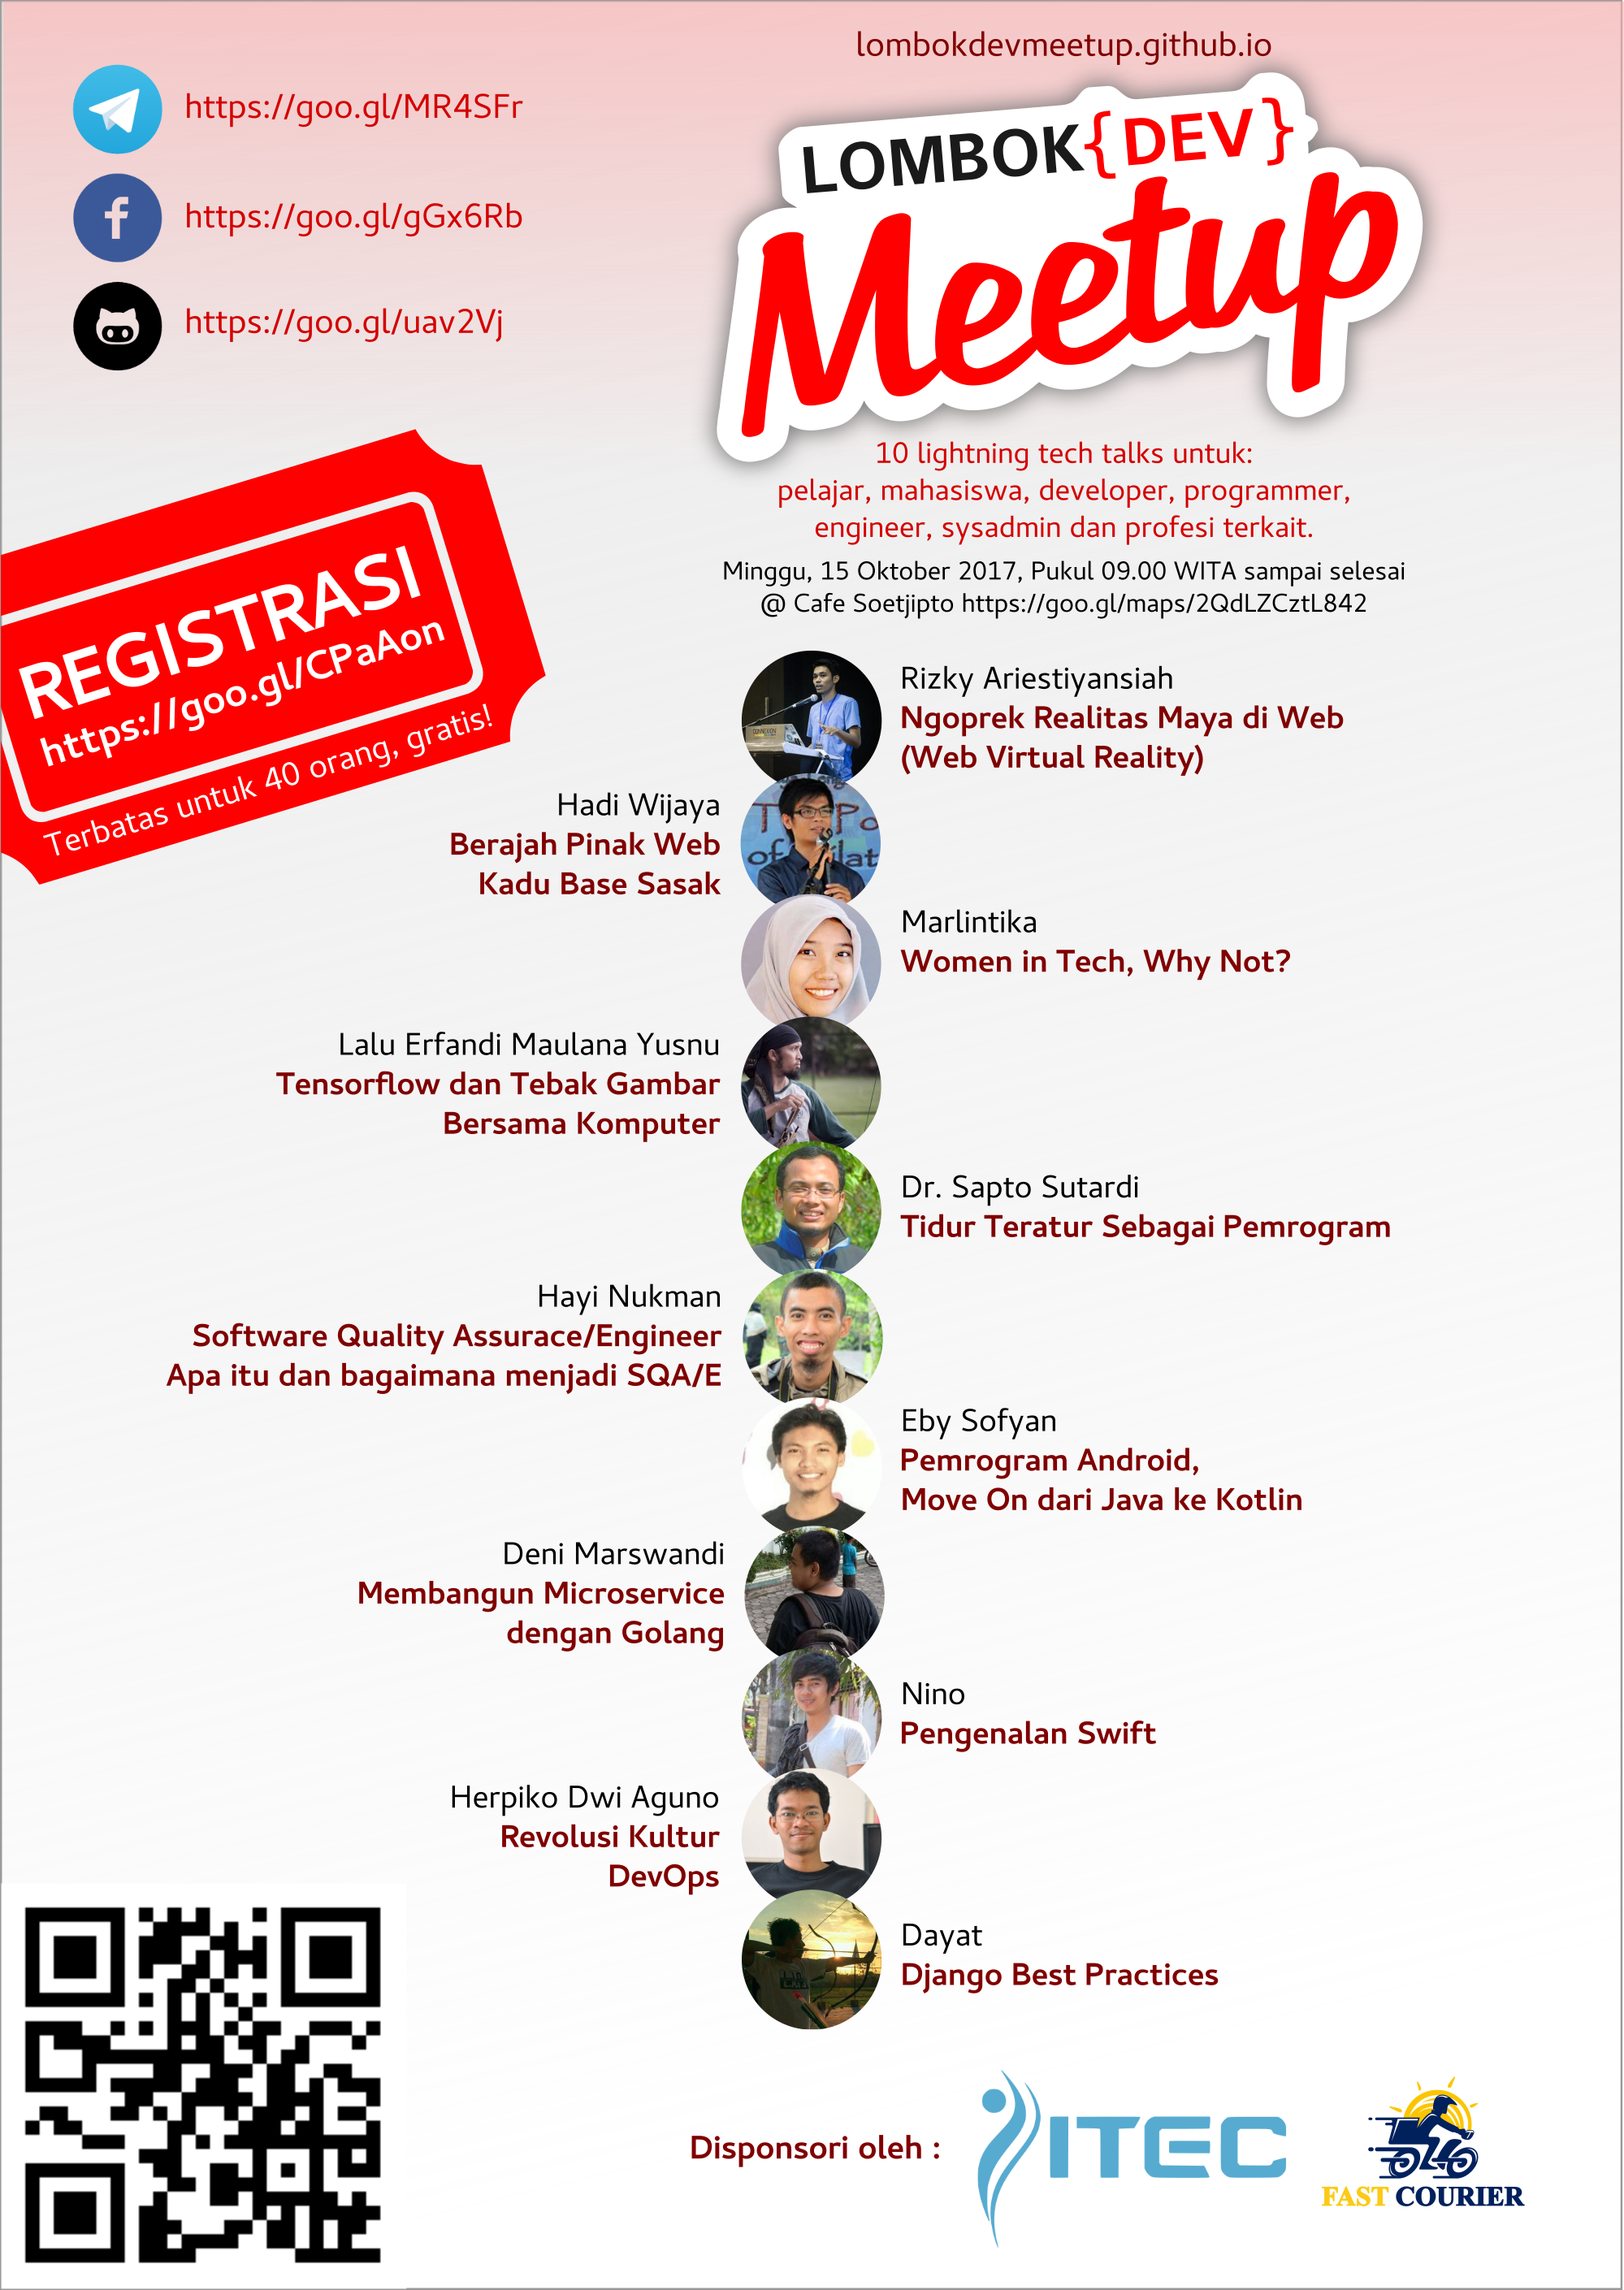 lombokdevmeetup.github.io
https://goo.gl/MR4SFr
https://goo.gl/gGx6Rb
https://goo.gl/uav2Vj
LOMBOK{DEV}
Meetup
10 lightning tech talks untuk:
pelajar, mahasiswa, developer, programmer,
engineer, sysadmin dan profesi terkait.
Minggu, 15 Oktober 2017, Pukul 09.00 WITA sampai selesai
@ Cafe Soetjipto https://goo.gl/maps/2QdLZCztL842
REGISTRASI
https://goo.gl/CPaAon
Terbatas untuk 40 orang, gratis!
Rizky Ariestiyansiah
Ngoprek Realitas Maya di Web
(Web Virtual Reality)
Hadi Wijaya
Berajah Pinak Web
Kadu Base Sasak
Marlintika
Women in Tech, Why Not?
Lalu Erfandi Maulana Yusnu
Tensorflow dan Tebak Gambar
Bersama Komputer
Dr. Sapto Sutardi
Tidur Teratur Sebagai Pemrogram
Hayi Nukman
Software Quality Assurace/Engineer
Apa itu dan bagaimana menjadi SQA/E
Eby Sofyan
Pemrogram Android,
Move On dari Java ke Kotlin
Deni Marswandi
Membangun Microservice
dengan Golang
Nino
Pengenalan Swift
Herpiko Dwi Aguno
Revolusi Kultur
DevOps
Dayat
Django Best Practices
Disponsori oleh :
ITEC
FAST COURIER